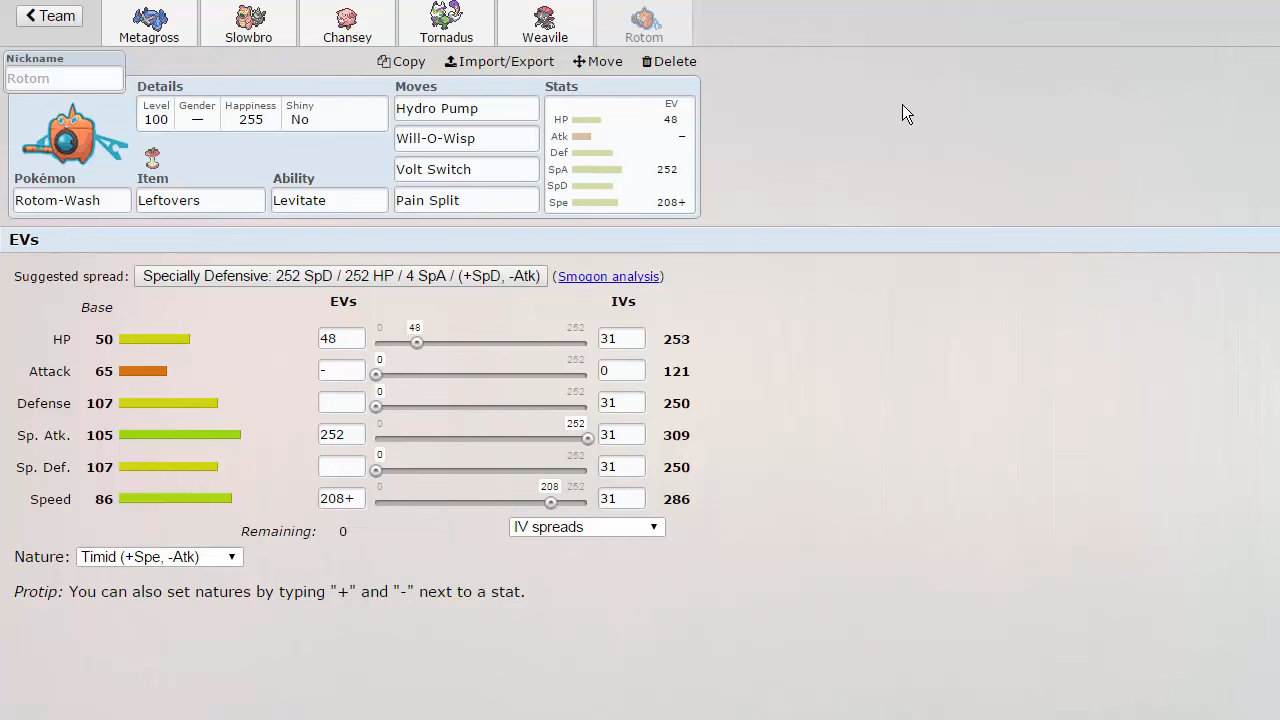 Team
Metagross
Slowbro
Chansey
Tornadus
Weavile
Rotom
Copy
Import/Export
Move
Delete
Nickname
Rotom
Details
Level
100
Gender
—
Happiness
255
Shiny
No
Pokémon
Rotom-Wash
Item
Leftovers
Ability
Levitate
Moves
Hydro Pump
Will-O-Wisp
Volt Switch
Pain Split
Stats
EV
HP 48
Atk –
Def
SpA 252
SpD
Spe 208+
EVs
Suggested spread: Specially Defensive: 252 SpD / 252 HP / 4 SpA / (+SpD, -Atk) (Smogon analysis)
Base EVs IVs
HP 50 48 0 48 252 31 253
Attack 65 - 0 252 0 121
Defense 107 0 252 31 250
Sp. Atk. 105 252 0 252 31 309
Sp. Def. 107 0 252 31 250
Speed 86 208+ 0 208 252 31 286
Remaining: 0 IV spreads
Nature: Timid (+Spe, -Atk)
Protip: You can also set natures by typing "+" and "-" next to a stat.